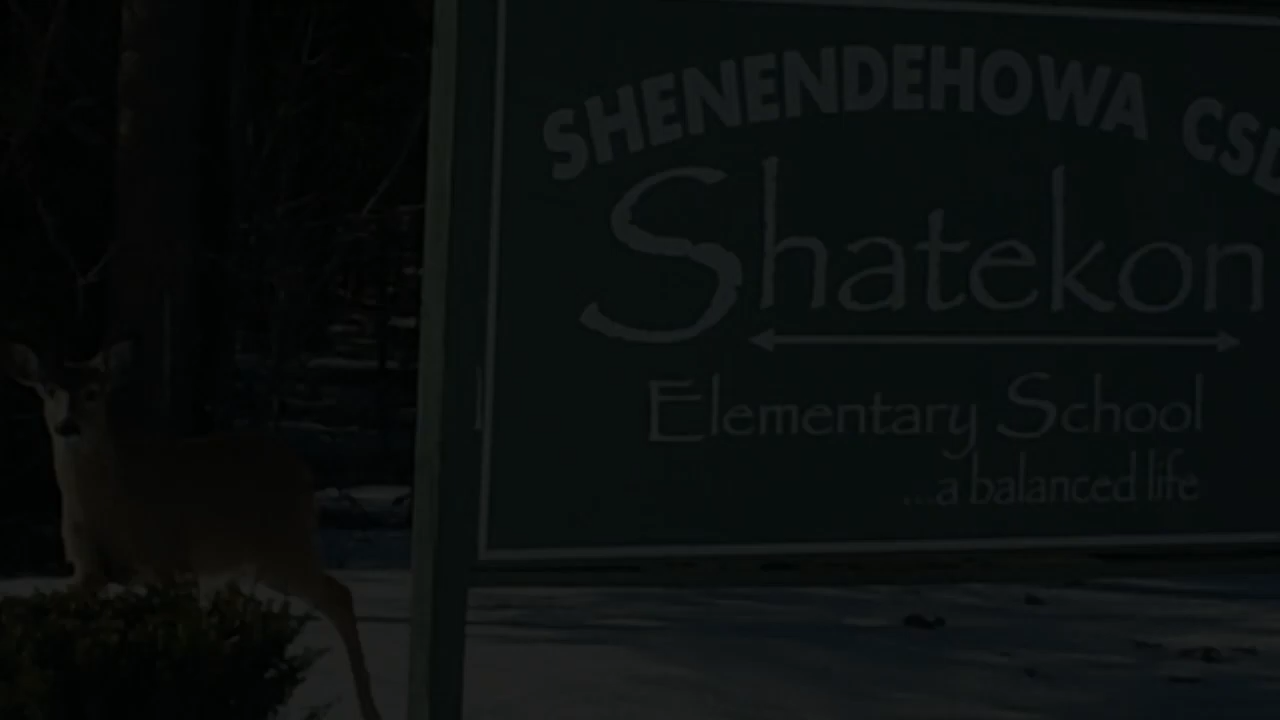 SHENENDEHOWA CSD
Shatekon
Elementary School
...a balanced life